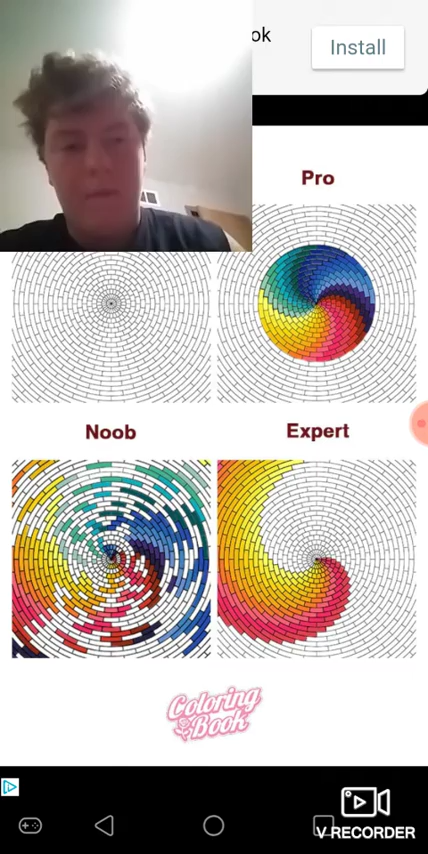 ok
Install
Pro
Noob
Expert
Coloring
Book
V RECORDER